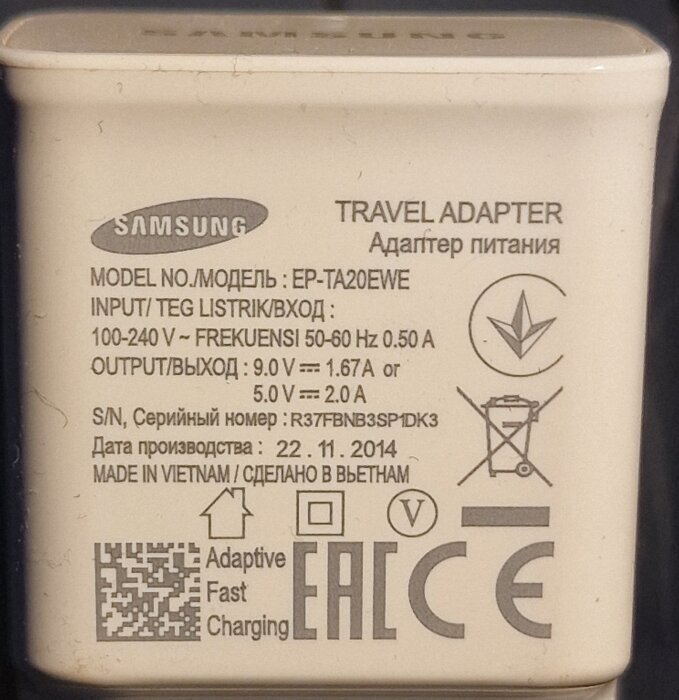 SAMSUNG
SAMSUNG
TRAVEL ADAPTER
Адаптер питания
MODEL NO./МОДЕЛЬ : EP-TA20EWE
INPUT/ TEG LISTRIK/ВХОД :
100-240 V ~ FREKUENSI 50-60 Hz 0.50 A
OUTPUT/ВЫХОД : 9.0 V ⎓ 1.67A or
5.0 V ⎓ 2.0 A
S/N, Серийный номер : R37FBNB3SP1DK3
Дата производства : 22 . 11 . 2014
MADE IN VIETNAM / СДЕЛАНО В ВЬЕТНАМ
V
Adaptive
Fast
Charging
EAC CE